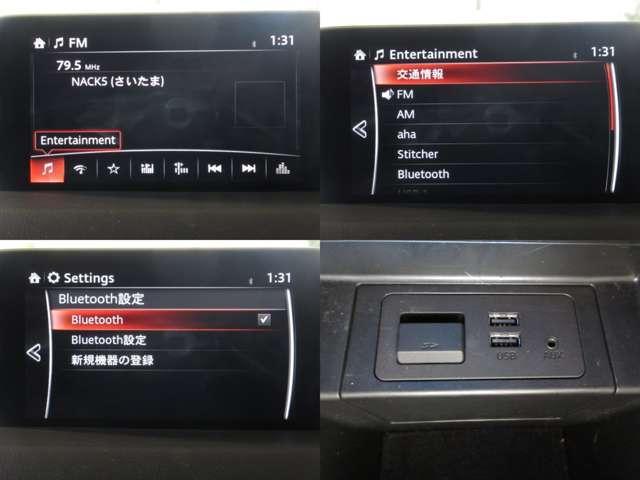 FM
1:31
79.5 MHz
NACK5 (さいたま)
Entertainment
Entertainment
1:31
交通情報
FM
AM
aha
Stitcher
Bluetooth
Settings
1:31
Bluetooth設定
Bluetooth
Bluetooth設定
新規機器の登録
SD
USB
AUX